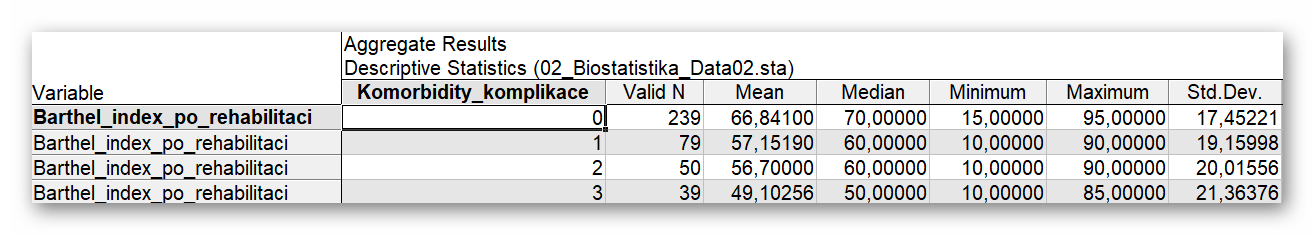 Aggregate Results
Descriptive Statistics (02_Biostatistika_Data02.sta)
Variable Komorbidity_komplikace Valid N Mean Median Minimum Maximum Std.Dev.
Barthel_index_po_rehabilitaci 0 239 66,84100 70,00000 15,00000 95,00000 17,45221
Barthel_index_po_rehabilitaci 1 79 57,15190 60,00000 10,00000 90,00000 19,15998
Barthel_index_po_rehabilitaci 2 50 56,70000 60,00000 10,00000 90,00000 20,01556
Barthel_index_po_rehabilitaci 3 39 49,10256 50,00000 10,00000 85,00000 21,36376